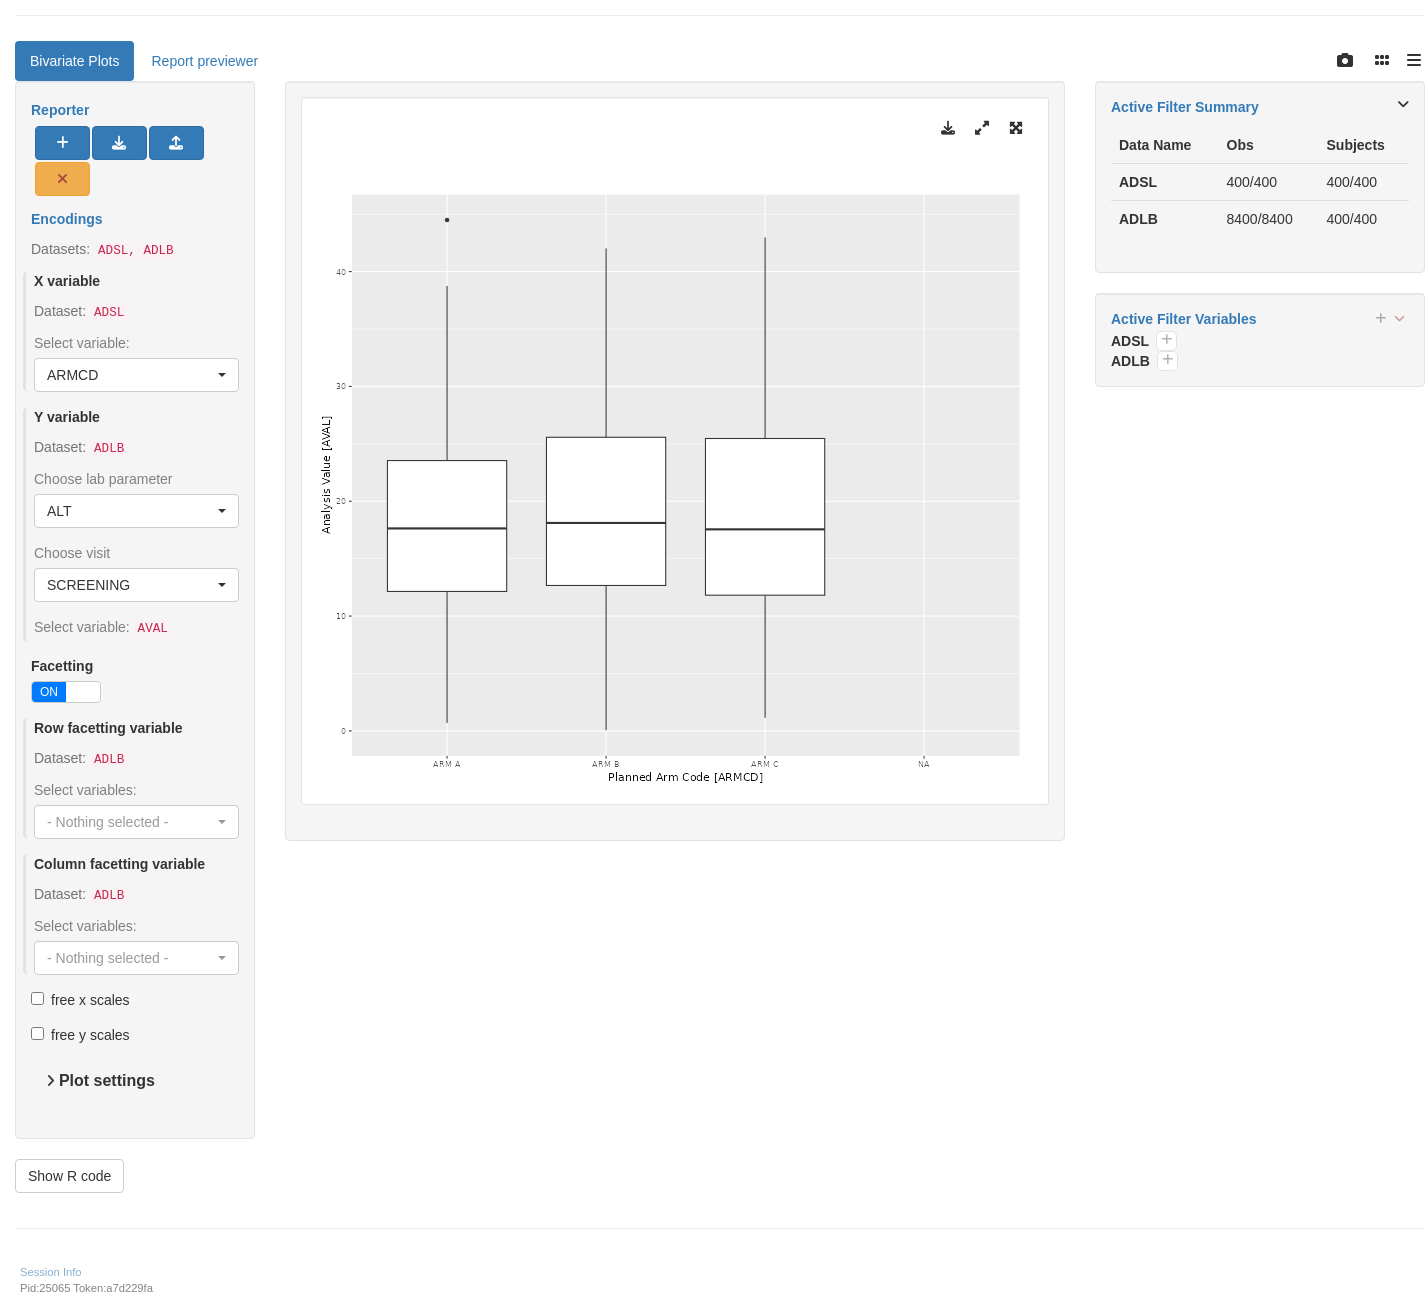 Bivariate Plots
Report previewer
Reporter
Encodings
Datasets: ADSL, ADLB
X variable
Dataset: ADSL
Select variable:
ARMCD
Y variable
Dataset: ADLB
Choose lab parameter
ALT
Choose visit
SCREENING
Select variable: AVAL
Facetting
ON
Row facetting variable
Dataset: ADLB
Select variables:
- Nothing selected -
Column facetting variable
Dataset: ADLB
Select variables:
- Nothing selected -
free x scales
free y scales
Plot settings
Show R code
Analysis Value [AVAL]
40
30
20
10
0
ARM A ARM B ARM C NA
Planned Arm Code [ARMCD]
Active Filter Summary
Data Name Obs Subjects
ADSL 400/400 400/400
ADLB 8400/8400 400/400
Active Filter Variables
ADSL
ADLB
Session Info
Pid:25065 Token:a7d229fa